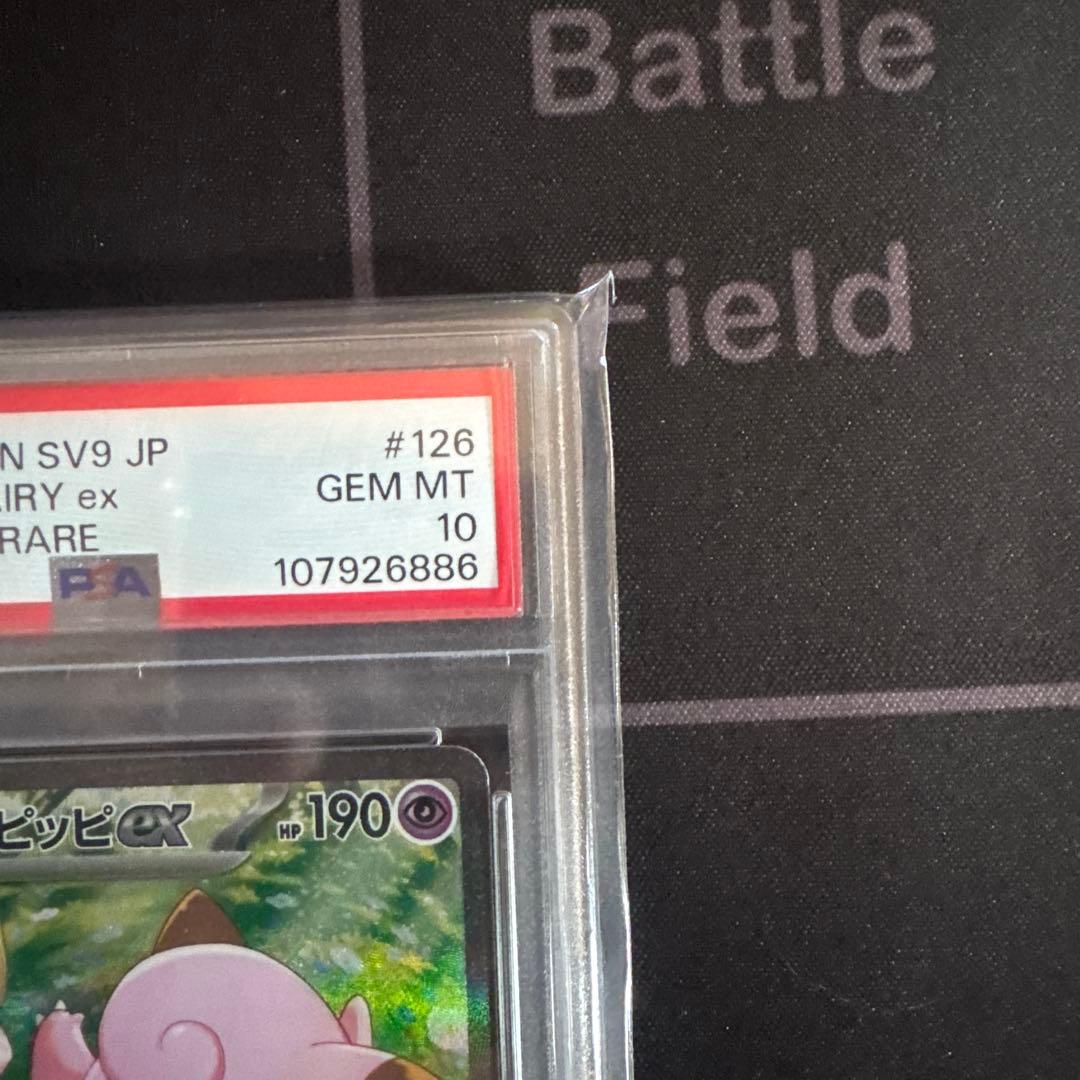 Battle
Field
N SV9 JP
#126
IRY ex
GEM MT
RARE
10
PSA
107926886
ピッピex
HP 190